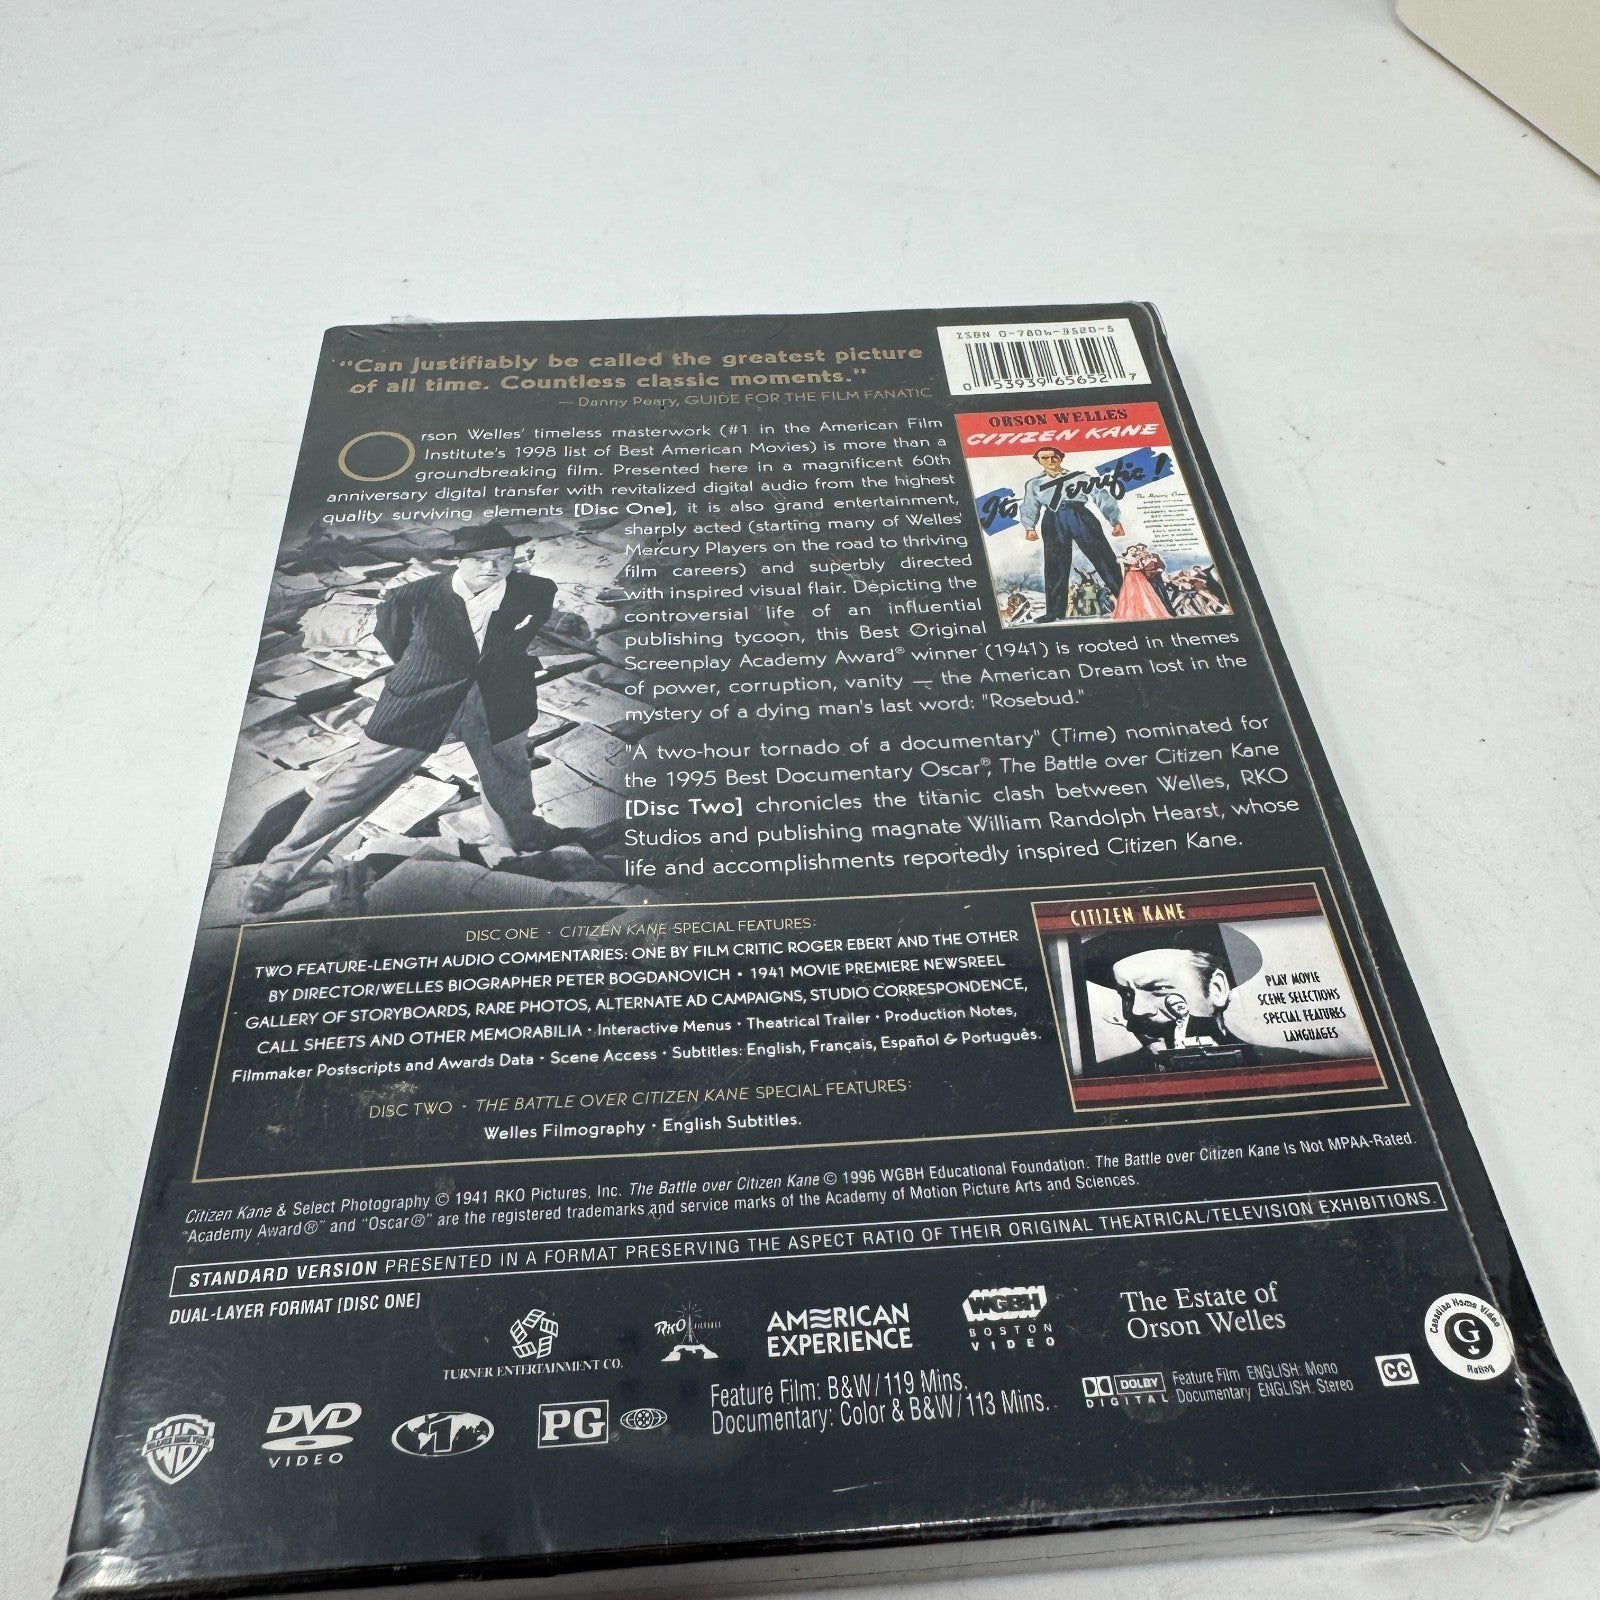 "Can justifiably be called the greatest picture
of all time. Countless classic moments."
— Danny Peary, GUIDE FOR THE FILM FANATIC
ISBN 0-7806-3520-5
0 53939 65652 7
Orson Welles' timeless masterwork (#1 in the American Film
Institute's 1998 list of Best American Movies) is more than a
groundbreaking film. Presented here in a magnificent 60th
anniversary digital transfer with revitalized digital audio from the highest
quality surviving elements [Disc One], it is also grand entertainment,
sharply acted (starting many of Welles'
Mercury Players on the road to thriving
film careers) and superbly directed
with inspired visual flair. Depicting the
controversial life of an influential
publishing tycoon, this Best Original
Screenplay Academy Award® winner (1941) is rooted in themes
of power, corruption, vanity — the American Dream lost in the
mystery of a dying man's last word: "Rosebud."
ORSON WELLES
CITIZEN KANE
It's Terrific!
"A two-hour tornado of a documentary" (Time) nominated for
the 1995 Best Documentary Oscar®, The Battle over Citizen Kane
[Disc Two] chronicles the titanic clash between Welles, RKO
Studios and publishing magnate William Randolph Hearst, whose
life and accomplishments reportedly inspired Citizen Kane.
DISC ONE · CITIZEN KANE SPECIAL FEATURES:
TWO FEATURE-LENGTH AUDIO COMMENTARIES: ONE BY FILM CRITIC ROGER EBERT AND THE OTHER
BY DIRECTOR/WELLES BIOGRAPHER PETER BOGDANOVICH · 1941 MOVIE PREMIERE NEWSREEL
GALLERY OF STORYBOARDS, RARE PHOTOS, ALTERNATE AD CAMPAIGNS, STUDIO CORRESPONDENCE,
CALL SHEETS AND OTHER MEMORABILIA · Interactive Menus · Theatrical Trailer · Production Notes,
Filmmaker Postscripts and Awards Data · Scene Access · Subtitles: English, Français, Español & Português.
DISC TWO · THE BATTLE OVER CITIZEN KANE SPECIAL FEATURES:
Welles Filmography · English Subtitles.
CITIZEN KANE
PLAY MOVIE
SCENE SELECTIONS
SPECIAL FEATURES
LANGUAGES
Citizen Kane & Select Photography © 1941 RKO Pictures, Inc. The Battle over Citizen Kane © 1996 WGBH Educational Foundation. The Battle over Citizen Kane Is Not MPAA-Rated.
"Academy Award®" and "Oscar®" are the registered trademarks and service marks of the Academy of Motion Picture Arts and Sciences.
STANDARD VERSION PRESENTED IN A FORMAT PRESERVING THE ASPECT RATIO OF THEIR ORIGINAL THEATRICAL/TELEVISION EXHIBITIONS.
DUAL-LAYER FORMAT [DISC ONE]
TURNER ENTERTAINMENT CO.
RKO
AMERICAN
EXPERIENCE
WGBH
BOSTON
VIDEO
The Estate of
Orson Welles
Canadian Home Video
G
Rating
WARNER HOME VIDEO
DVD
VIDEO
1
PG
Feature Film: B&W/119 Mins.
Documentary: Color & B&W/113 Mins.
DOLBY
DIGITAL
Feature Film ENGLISH: Mono
Documentary ENGLISH: Stereo
CC